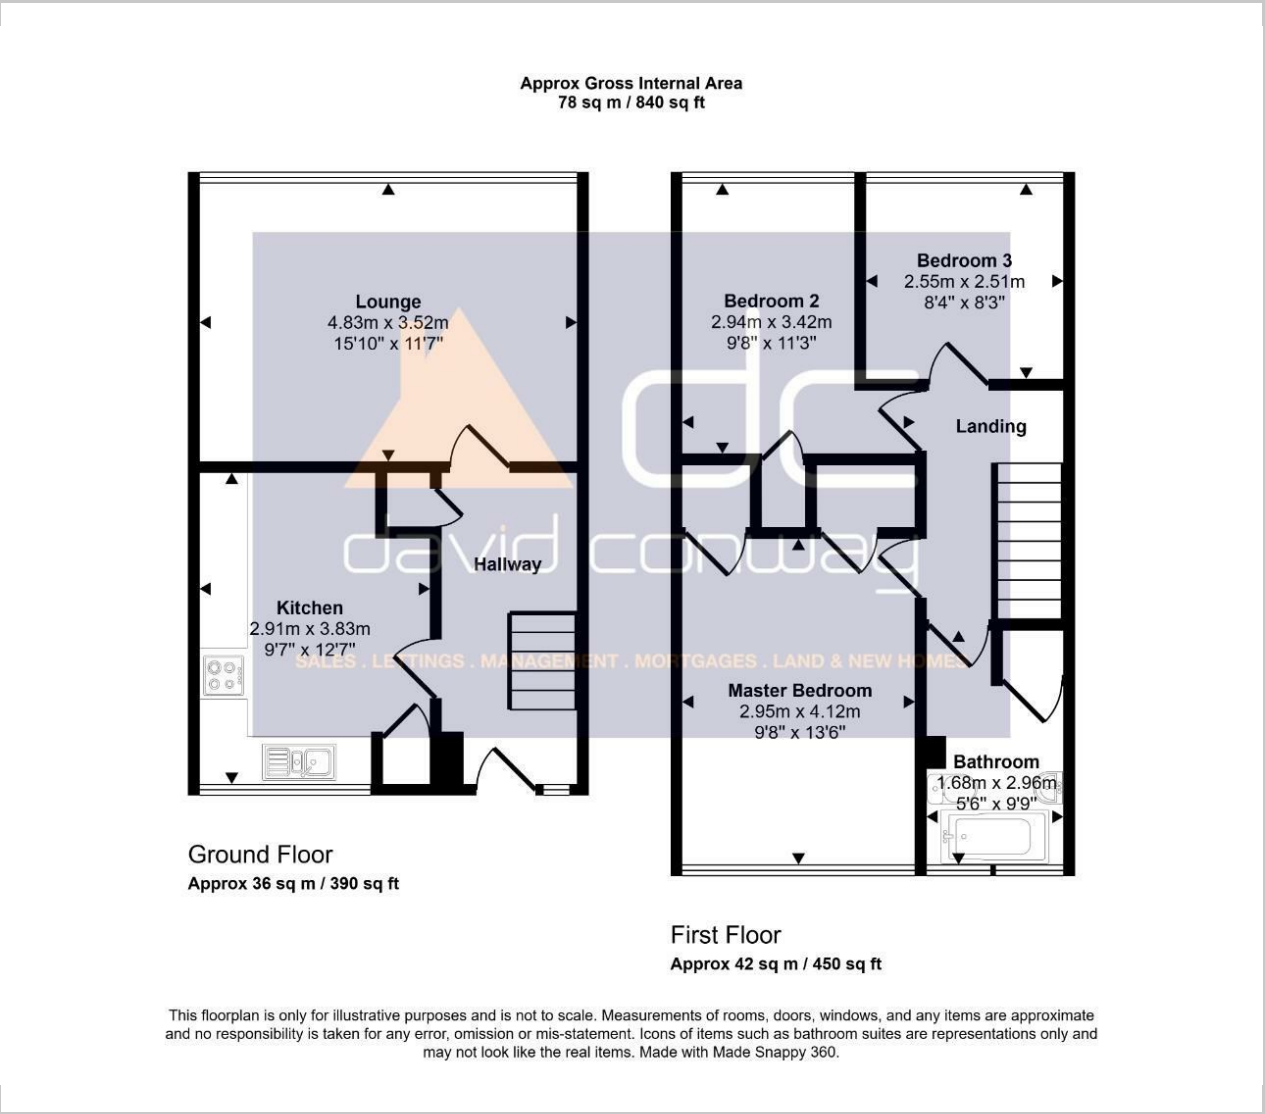 Approx Gross Internal Area
78 sq m / 840 sq ft
Lounge
4.83m x 3.52m
15'10" x 11'7"
Bedroom 2
2.94m x 3.42m
9'8" x 11'3"
Bedroom 3
2.55m x 2.51m
8'4" x 8'3"
Landing
dc
david conway
Hallway
Kitchen
2.91m x 3.83m
9'7" x 12'7"
SALES . LETTINGS . MANAGEMENT . MORTGAGES . LAND & NEW HOMES
Master Bedroom
2.95m x 4.12m
9'8" x 13'6"
Bathroom
1.68m x 2.96m
5'6" x 9'9"
Ground Floor
Approx 36 sq m / 390 sq ft
First Floor
Approx 42 sq m / 450 sq ft
This floorplan is only for illustrative purposes and is not to scale. Measurements of rooms, doors, windows, and any items are approximate
and no responsibility is taken for any error, omission or mis-statement. Icons of items such as bathroom suites are representations only and
may not look like the real items. Made with Made Snappy 360.